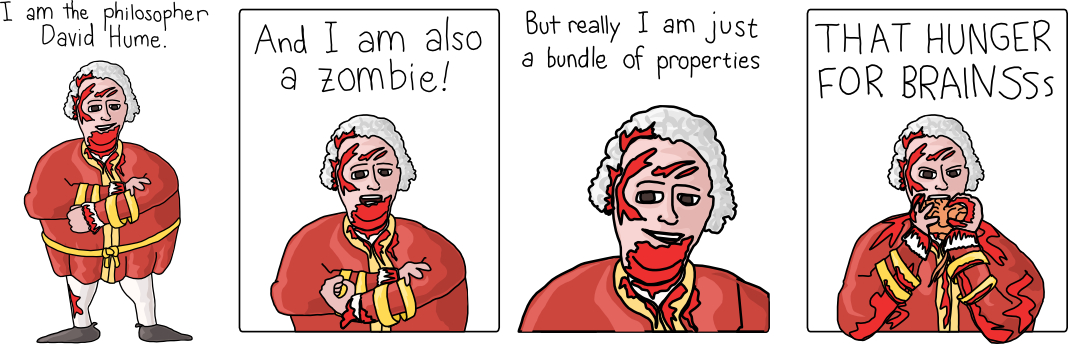 I am the philosopher
David Hume.
And I am also
a zombie!
But really I am just
a bundle of properties
THAT HUNGER
FOR BRAINSSs